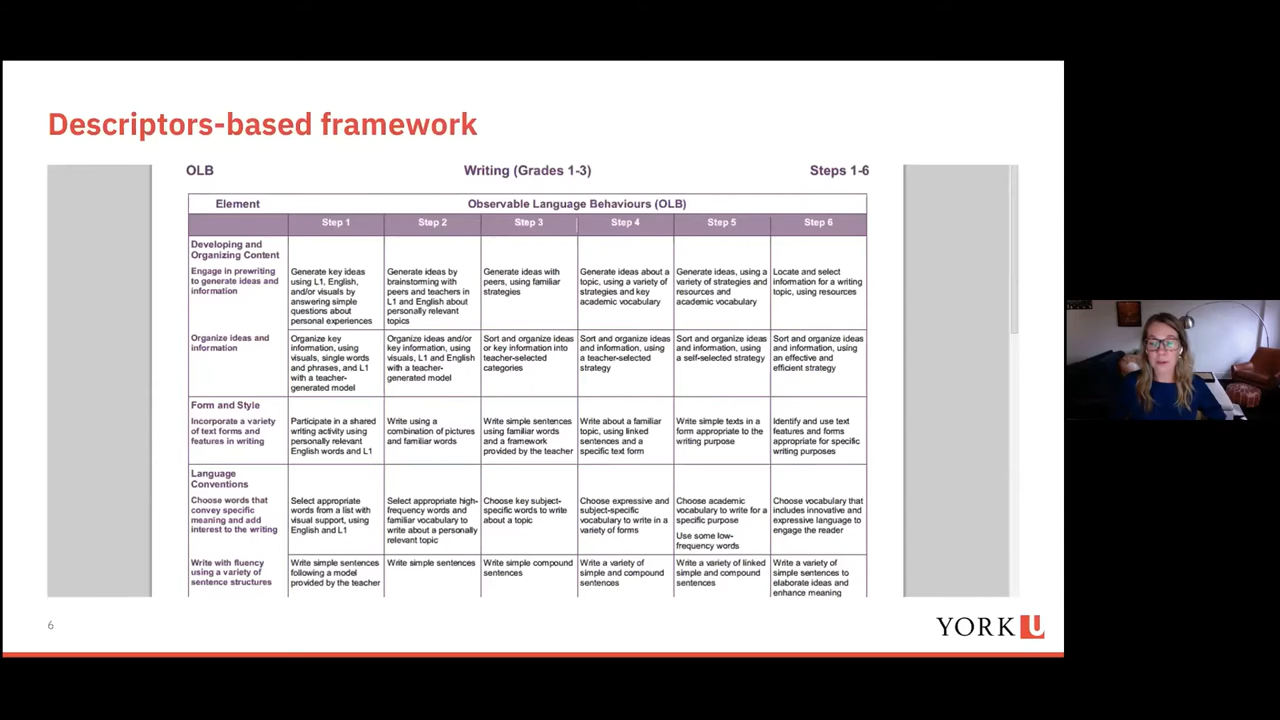 Descriptors-based framework
OLB Writing (Grades 1-3) Steps 1-6
Element Observable Language Behaviours (OLB)
Step 1 Step 2 Step 3 Step 4 Step 5 Step 6
Developing and
Organizing Content
Engage in prewriting
to generate ideas and
information
Generate key ideas
using L1, English,
and/or visuals by
answering simple
questions about
personal experiences
Generate ideas by
brainstorming with
peers and teachers in
L1 and English about
personally relevant
topics
Generate ideas with
peers, using familiar
strategies
Generate ideas about a
topic, using a variety of
strategies and key
academic vocabulary
Generate ideas, using a
variety of strategies and
resources and
academic vocabulary
Locate and select
information for a writing
topic, using resources
Organize ideas and
information
Organize key
information, using
visuals, single words
and phrases, and L1
with a teacher-
generated model
Organize ideas and/or
key information, using
visuals, L1 and English
with a teacher-
generated model
Sort and organize ideas
or key information into
teacher-selected
categories
Sort and organize ideas
and information, using
a teacher-selected
strategy
Sort and organize ideas
and information, using
a self-selected strategy
Sort and organize ideas
and information, using
an effective and
efficient strategy
Form and Style
Incorporate a variety
of text forms and
features in writing
Participate in a shared
writing activity using
personally relevant
English words and L1
Write using a
combination of pictures
and familiar words
Write simple sentences
using familiar words
and a framework
provided by the teacher
Write about a familiar
topic, using linked
sentences and a
specific text form
Write simple texts in a
form appropriate to the
writing purpose
Identify and use text
features and forms
appropriate for specific
writing purposes
Language
Conventions
Choose words that
convey specific
meaning and add
interest to the writing
Select appropriate
words from a list with
visual support, using
English and L1
Select appropriate high-
frequency words and
familiar vocabulary to
write about a personally
relevant topic
Choose key subject-
specific words to write
about a topic
Choose expressive and
subject-specific
vocabulary to write in a
variety of forms
Choose academic
vocabulary to write for a
specific purpose
Use some low-
frequency words
Choose vocabulary that
includes innovative and
expressive language to
engage the reader
Write with fluency
using a variety of
sentence structures
Write simple sentences
following a model
provided by the teacher
Write simple sentences
Write simple compound
sentences
Write a variety of
simple and compound
sentences
Write a variety of linked
simple and compound
sentences
Write a variety of
simple sentences to
elaborate ideas and
enhance meaning
6
YORK U